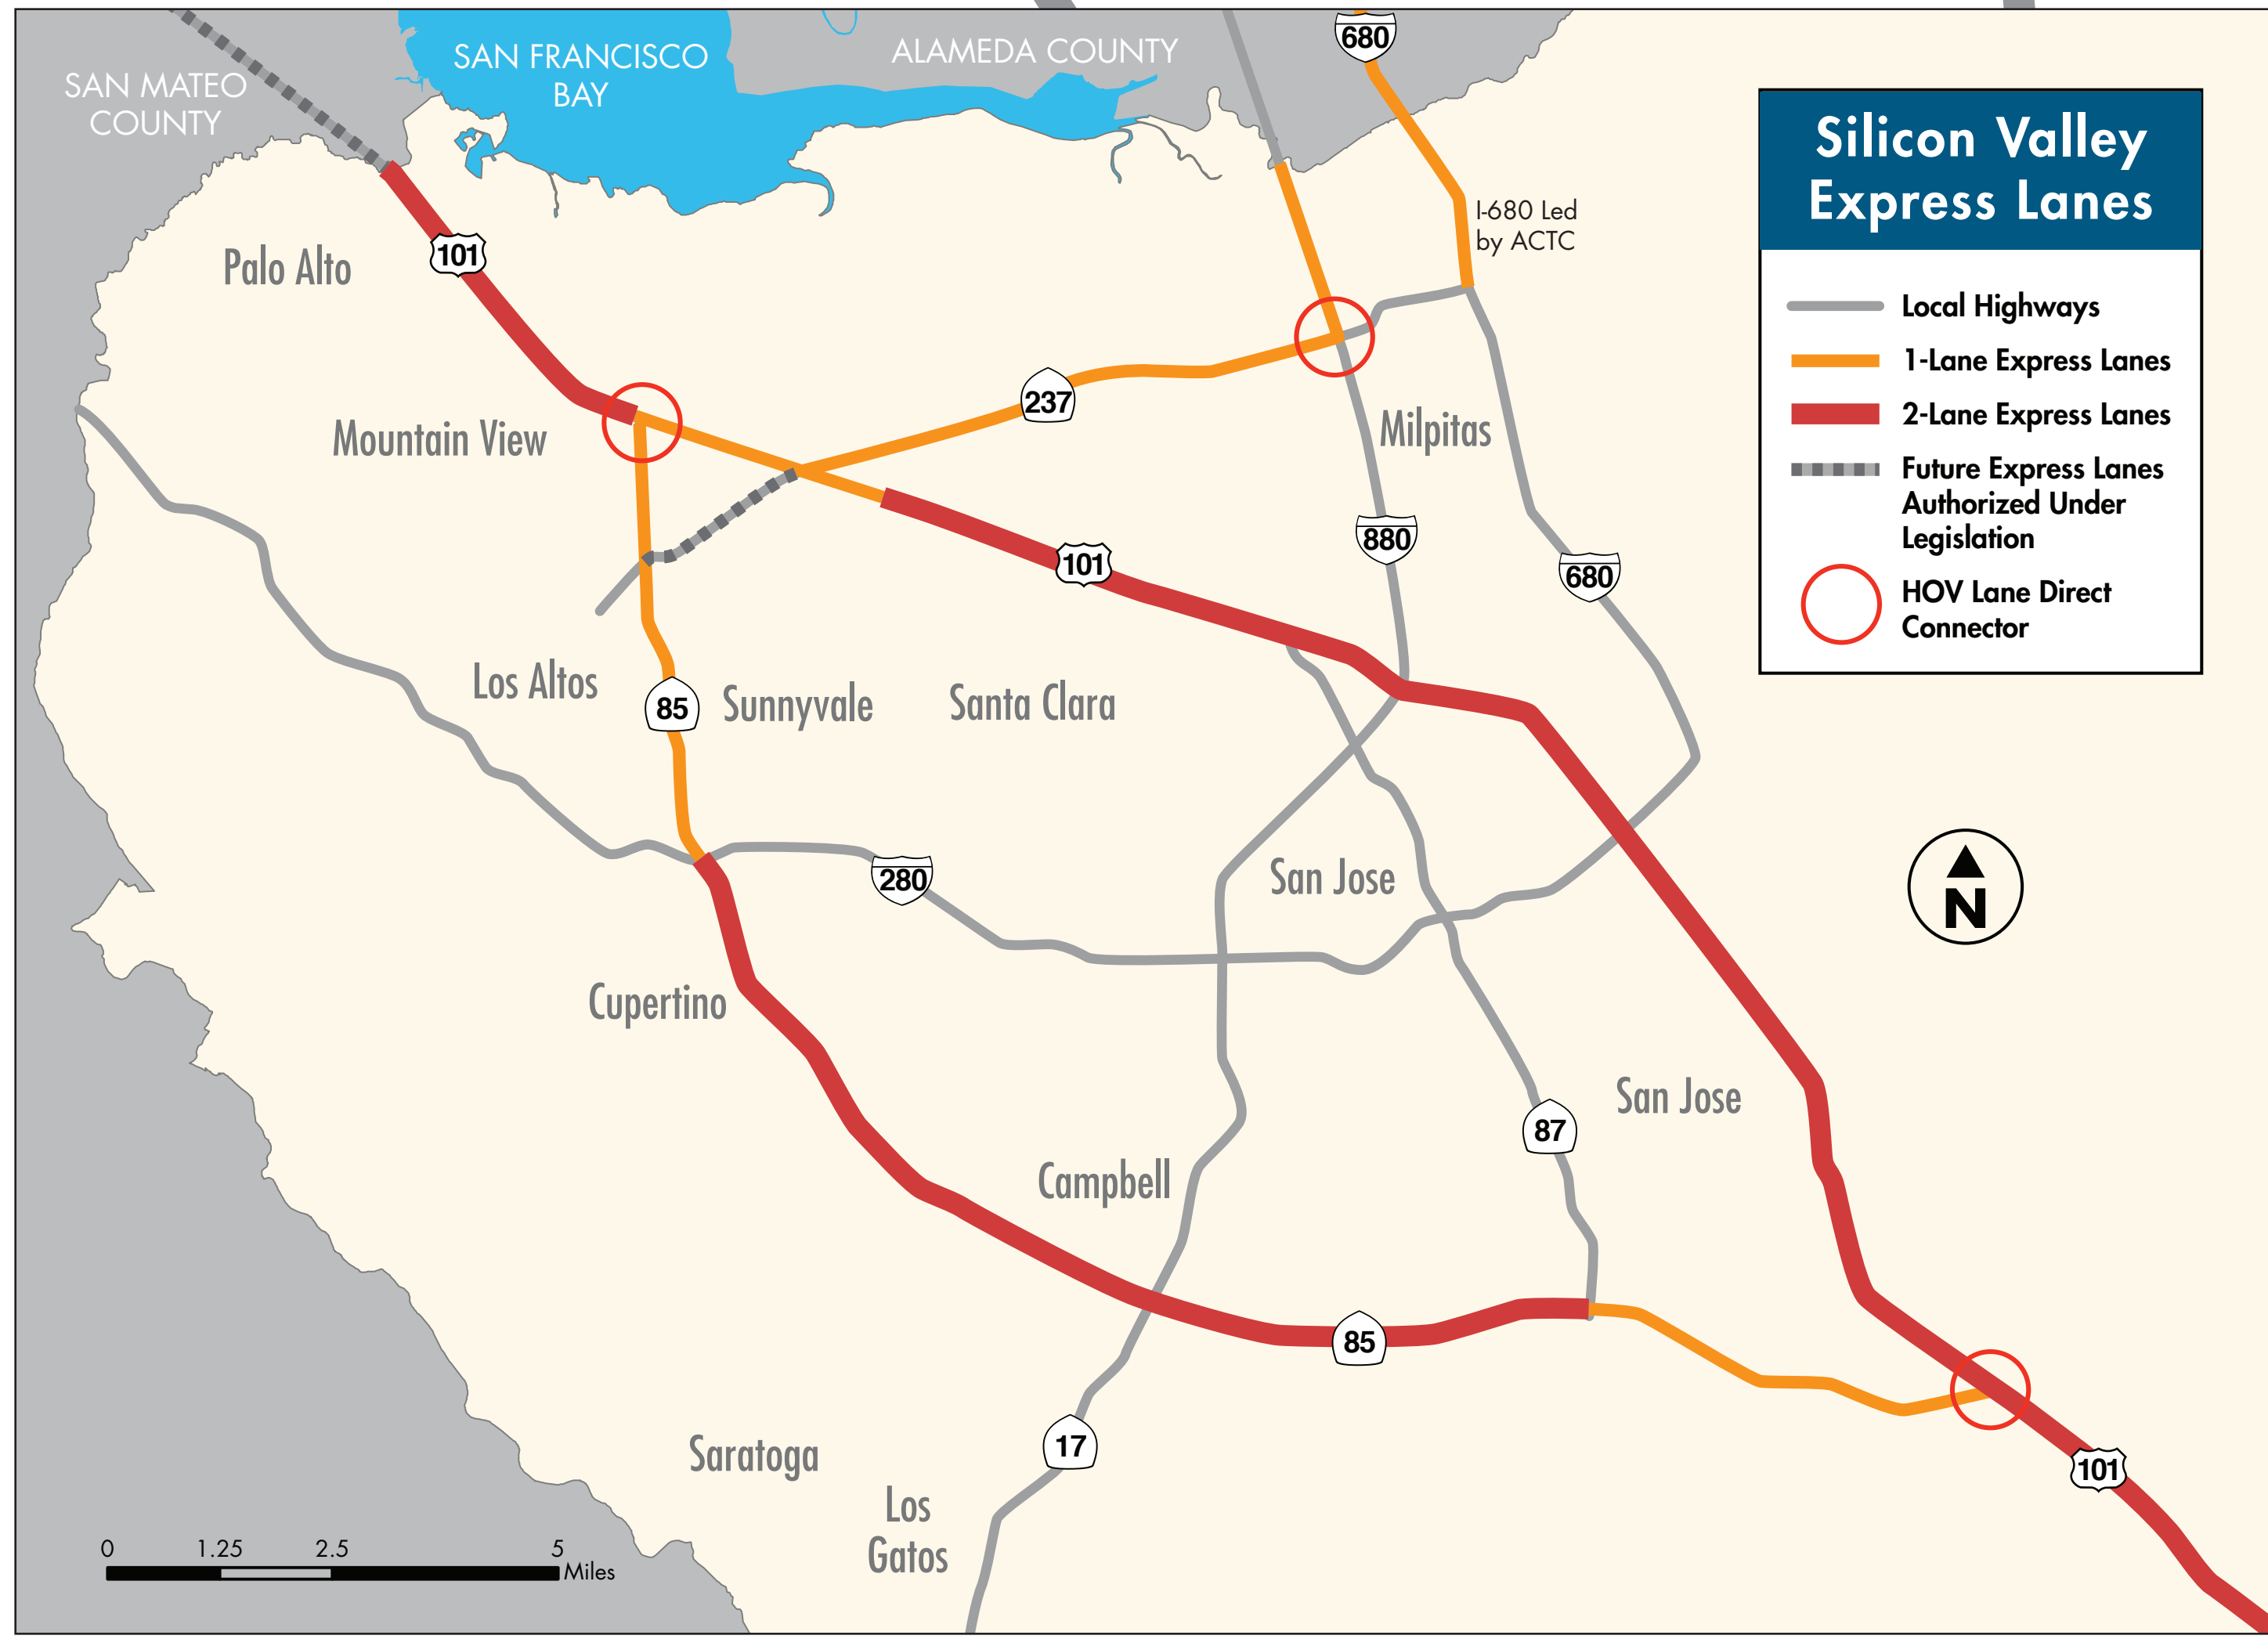 SAN MATEO
COUNTY
SAN FRANCISCO
BAY
ALAMEDA COUNTY
680
Silicon Valley
Express Lanes
Local Highways
1-Lane Express Lanes
2-Lane Express Lanes
Future Express Lanes
Authorized Under
Legislation
HOV Lane Direct
Connector
I-680 Led
by ACTC
Palo Alto
101
237
Mountain View
Milpitas
880
101
680
Los Altos
85
Sunnyvale
Santa Clara
280
San Jose
N
Cupertino
San Jose
87
Campbell
85
17
101
Saratoga
Los
Gatos
0 1.25 2.5 5
Miles